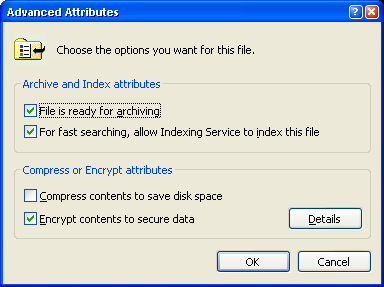 Advanced Attributes
Choose the options you want for this file.
Archive and Index attributes
File is ready for archiving
For fast searching, allow Indexing Service to index this file
Compress or Encrypt attributes
Compress contents to save disk space
Encrypt contents to secure data
Details
OK
Cancel